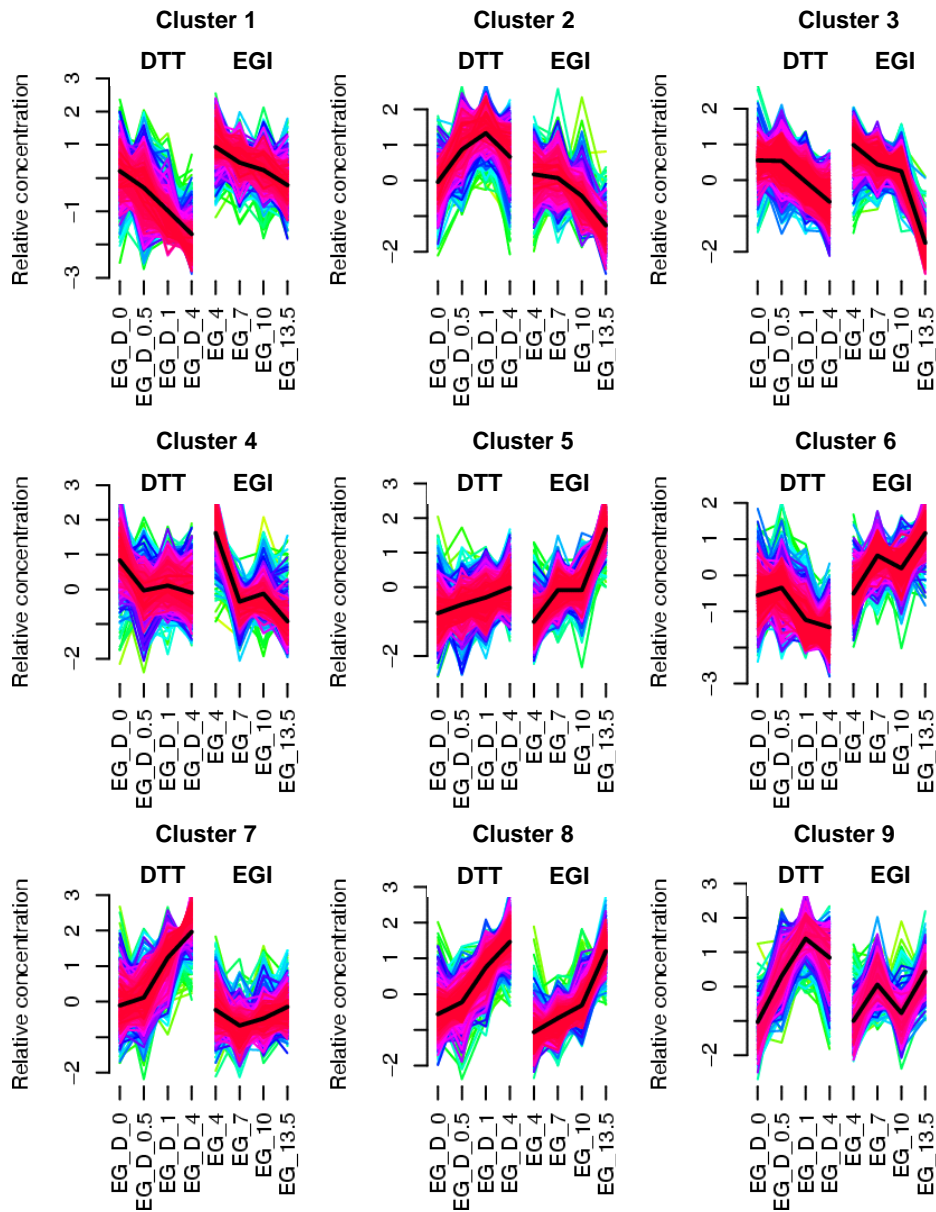 Cluster 1
DTT EGI
Relative concentration
3
2
1
-1
-3
EG_D_0
EG_D_0.5
EG_D_1
EG_D_4
EG_4
EG_7
EG_10
EG_13.5
Cluster 2
DTT EGI
Relative concentration
2
1
0
-2
EG_D_0
EG_D_0.5
EG_D_1
EG_D_4
EG_4
EG_7
EG_10
EG_13.5
Cluster 3
DTT EGI
Relative concentration
2
1
0
-2
EG_D_0
EG_D_0.5
EG_D_1
EG_D_4
EG_4
EG_7
EG_10
EG_13.5
Cluster 4
DTT EGI
Relative concentration
3
2
1
0
-2
EG_D_0
EG_D_0.5
EG_D_1
EG_D_4
EG_4
EG_7
EG_10
EG_13.5
Cluster 5
DTT EGI
Relative concentration
3
2
1
0
-2
EG_D_0
EG_D_0.5
EG_D_1
EG_D_4
EG_4
EG_7
EG_10
EG_13.5
Cluster 6
DTT EGI
Relative concentration
2
1
0
-1
-3
EG_D_0
EG_D_0.5
EG_D_1
EG_D_4
EG_4
EG_7
EG_10
EG_13.5
Cluster 7
DTT EGI
Relative concentration
3
2
1
0
-2
EG_D_0
EG_D_0.5
EG_D_1
EG_D_4
EG_4
EG_7
EG_10
EG_13.5
Cluster 8
DTT EGI
Relative concentration
3
2
1
0
-2
EG_D_0
EG_D_0.5
EG_D_1
EG_D_4
EG_4
EG_7
EG_10
EG_13.5
Cluster 9
DTT EGI
Relative concentration
3
2
1
0
-2
EG_D_0
EG_D_0.5
EG_D_1
EG_D_4
EG_4
EG_7
EG_10
EG_13.5